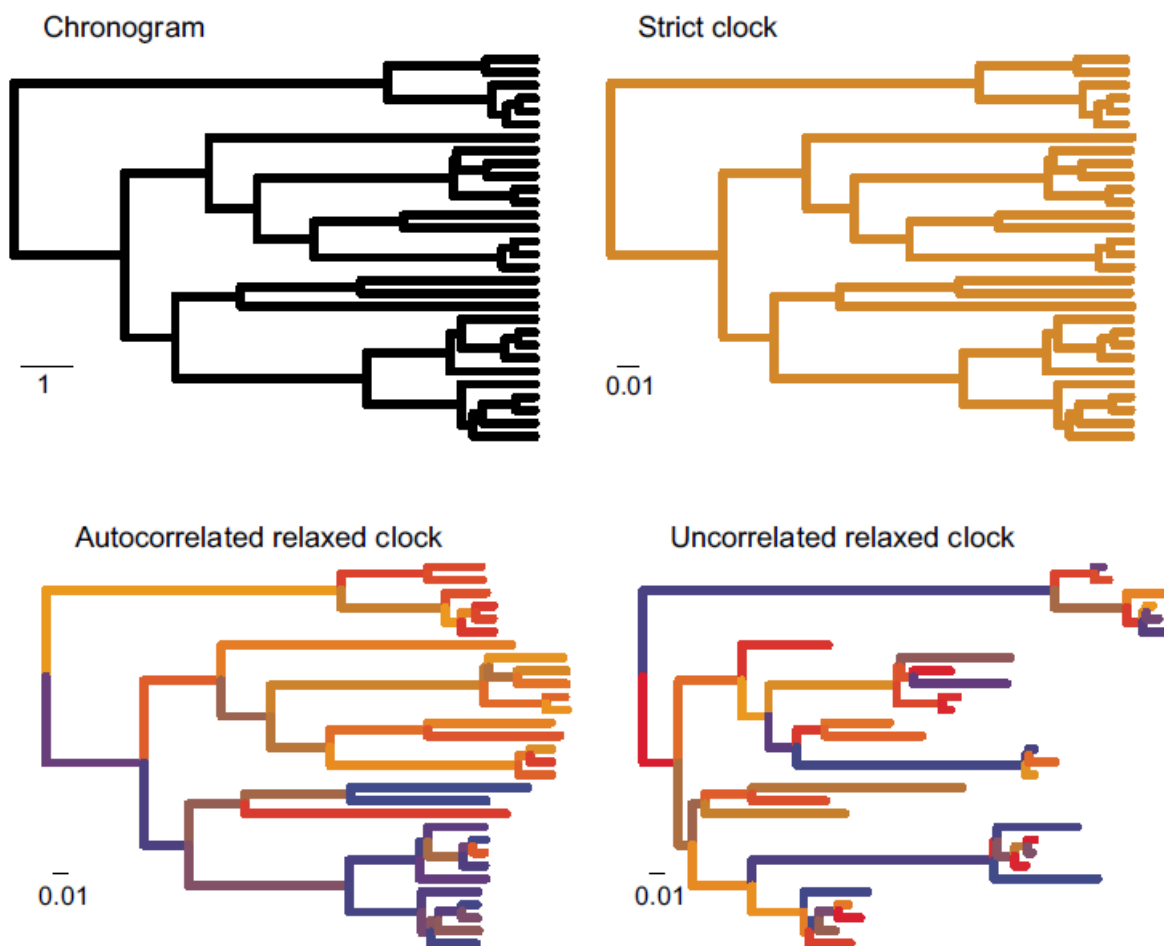 Chronogram
Strict clock
1
0.01
Autocorrelated relaxed clock
Uncorrelated relaxed clock
0.01
0.01